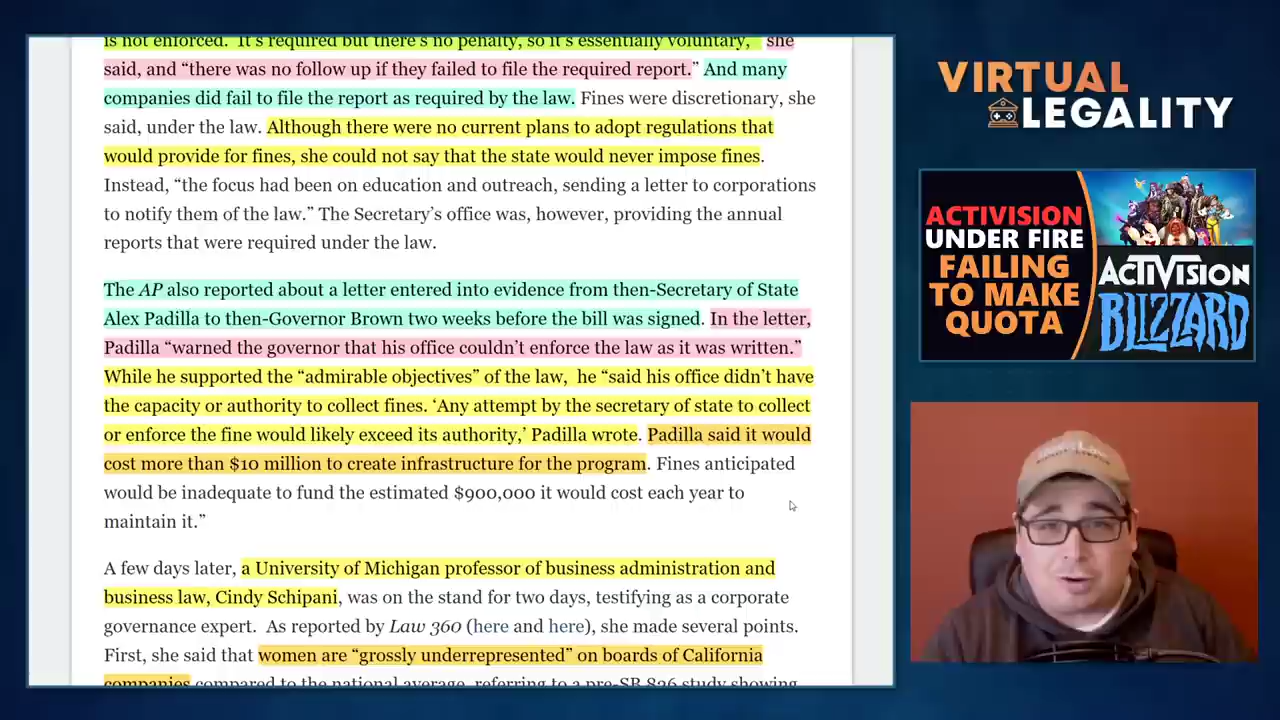 is not enforced. 'It's required but there's no penalty, so it's essentially voluntary,'" she
said, and “there was no follow up if they failed to file the required report.” And many
companies did fail to file the report as required by the law. Fines were discretionary, she
said, under the law. Although there were no current plans to adopt regulations that
would provide for fines, she could not say that the state would never impose fines.
Instead, “the focus had been on education and outreach, sending a letter to corporations
to notify them of the law.” The Secretary’s office was, however, providing the annual
reports that were required under the law.
The AP also reported about a letter entered into evidence from then-Secretary of State
Alex Padilla to then-Governor Brown two weeks before the bill was signed. In the letter,
Padilla “warned the governor that his office couldn’t enforce the law as it was written.”
While he supported the “admirable objectives” of the law,  he “said his office didn’t have
the capacity or authority to collect fines. ‘Any attempt by the secretary of state to collect
or enforce the fine would likely exceed its authority,’ Padilla wrote. Padilla said it would
cost more than $10 million to create infrastructure for the program. Fines anticipated
would be inadequate to fund the estimated $900,000 it would cost each year to
maintain it.”
A few days later, a University of Michigan professor of business administration and
business law, Cindy Schipani, was on the stand for two days, testifying as a corporate
governance expert.  As reported by Law 360 (here and here), she made several points.
First, she said that women are “grossly underrepresented” on boards of California
companies compared to the national average, referring to a pre-SB 826 study showing
VIRTUAL
LEGALITY
ACTIVISION
UNDER FIRE
FAILING
TO MAKE
QUOTA
ACTIVISION
BLIZZARD